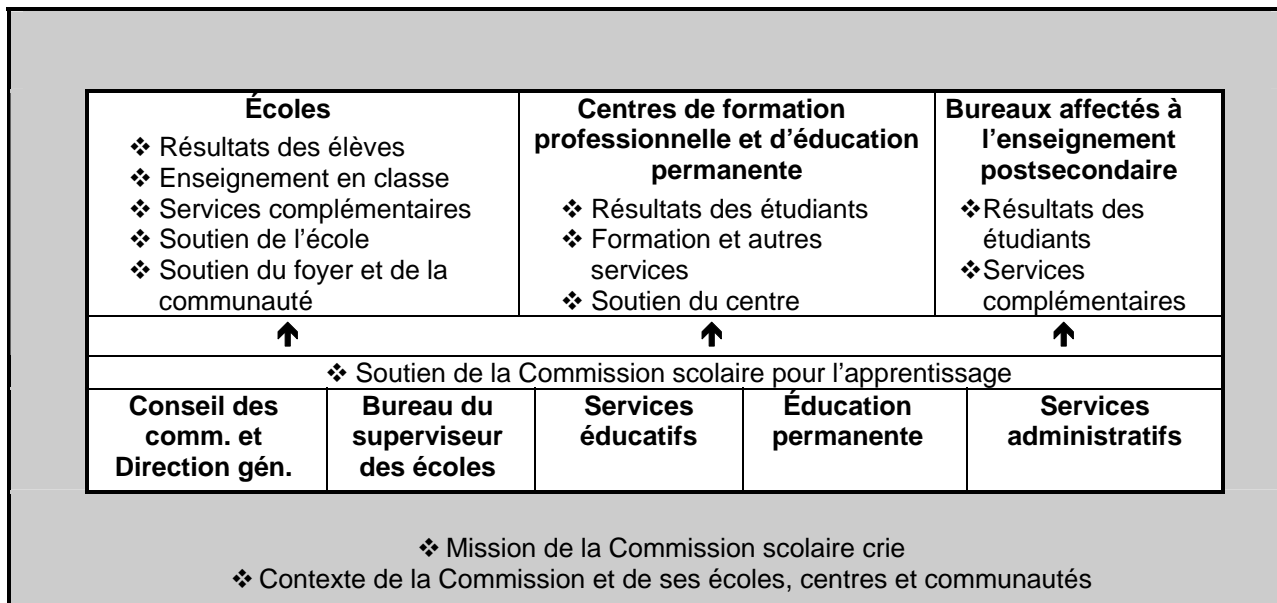 Écoles
❖ Résultats des élèves
❖ Enseignement en classe
❖ Services complémentaires
❖ Soutien de l’école
❖ Soutien du foyer et de la
communauté
Centres de formation
professionnelle et d’éducation
permanente
❖ Résultats des étudiants
❖ Formation et autres
services
❖ Soutien du centre
Bureaux affectés à
l’enseignement
postsecondaire
❖Résultats des
étudiants
❖Services
complémentaires
❖ Soutien de la Commission scolaire pour l’apprentissage
Conseil des
comm. et
Direction gén.
Bureau du
superviseur
des écoles
Services
éducatifs
Éducation
permanente
Services
administratifs
❖ Mission de la Commission scolaire crie
❖ Contexte de la Commission et de ses écoles, centres et communautés